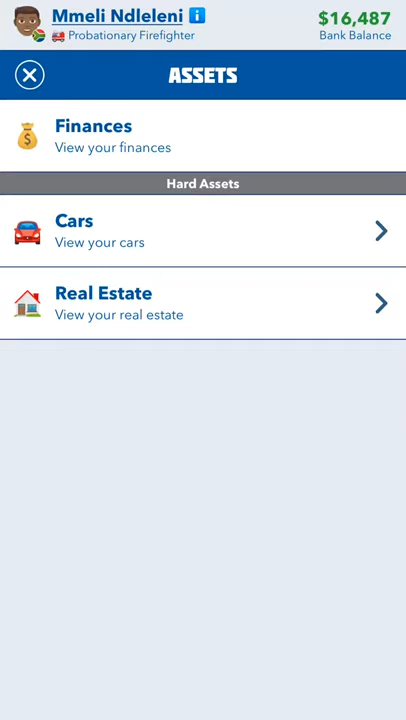 Mmeli Ndleleni
Probationary Firefighter
$16,487
Bank Balance
ASSETS
Finances
View your finances
Hard Assets
Cars
View your cars
Real Estate
View your real estate